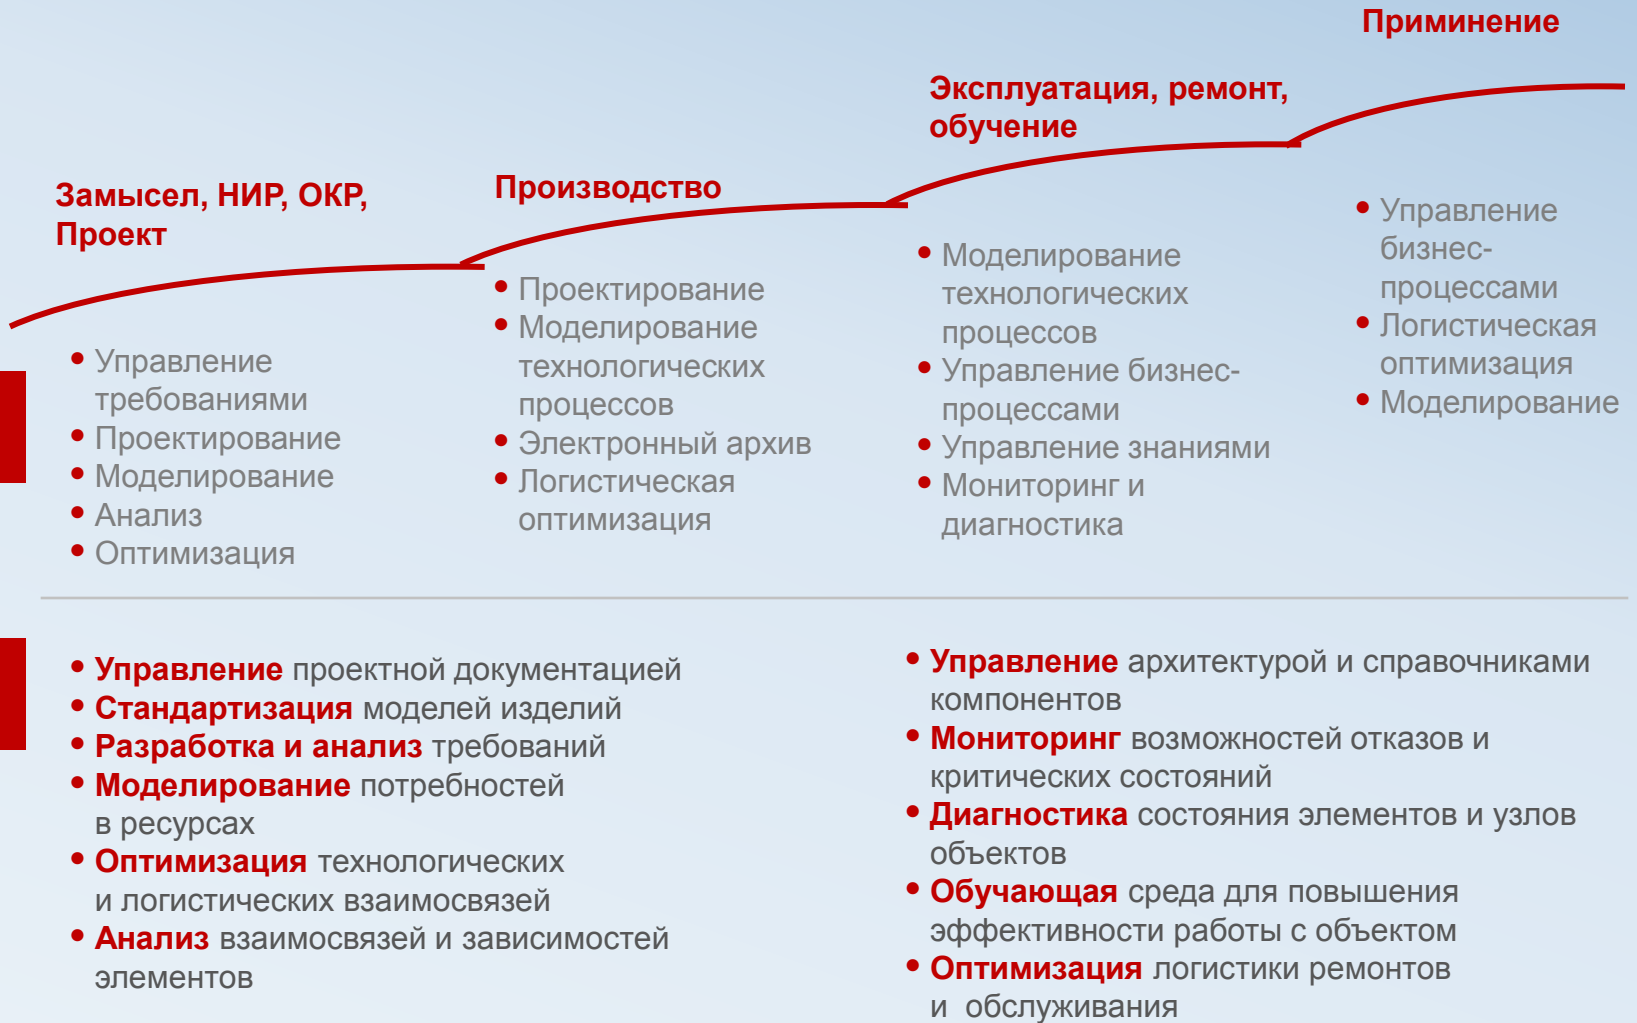 Замысел, НИР, ОКР,
Проект
• Управление
требованиями
• Проектирование
• Моделирование
• Анализ
• Оптимизация
Производство
• Проектирование
• Моделирование
технологических
процессов
• Электронный архив
• Логистическая
оптимизация
Эксплуатация, ремонт,
обучение
• Моделирование
технологических
процессов
• Управление бизнес-
процессами
• Управление знаниями
• Мониторинг и
диагностика
Приминение
• Управление
бизнес-
процессами
• Логистическая
оптимизация
• Моделирование
• Управление проектной документацией
• Стандартизация моделей изделий
• Разработка и анализ требований
• Моделирование потребностей
в ресурсах
• Оптимизация технологических
и логистических взаимосвязей
• Анализ взаимосвязей и зависимостей
элементов
• Управление архитектурой и справочниками
компонентов
• Мониторинг возможностей отказов и
критических состояний
• Диагностика состояния элементов и узлов
объектов
• Обучающая среда для повышения
эффективности работы с объектом
• Оптимизация логистики ремонтов
и обслуживания